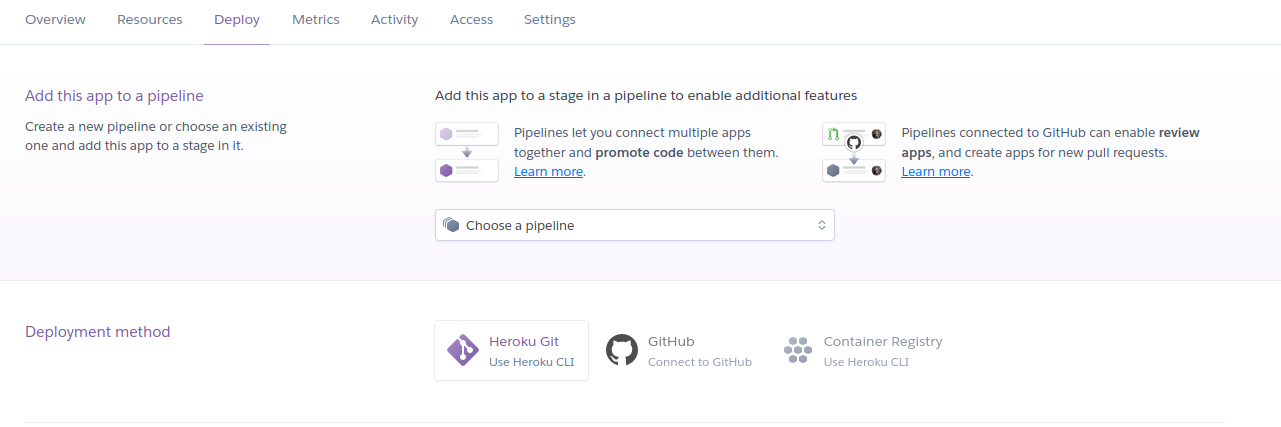 Overview Resources Deploy Metrics Activity Access Settings
Add this app to a pipeline
Create a new pipeline or choose an existing
one and add this app to a stage in it.
Add this app to a stage in a pipeline to enable additional features
Pipelines let you connect multiple apps
together and promote code between them.
Learn more.
Pipelines connected to GitHub can enable review
apps, and create apps for new pull requests.
Learn more.
Choose a pipeline
Deployment method
Heroku Git
Use Heroku CLI
GitHub
Connect to GitHub
Container Registry
Use Heroku CLI